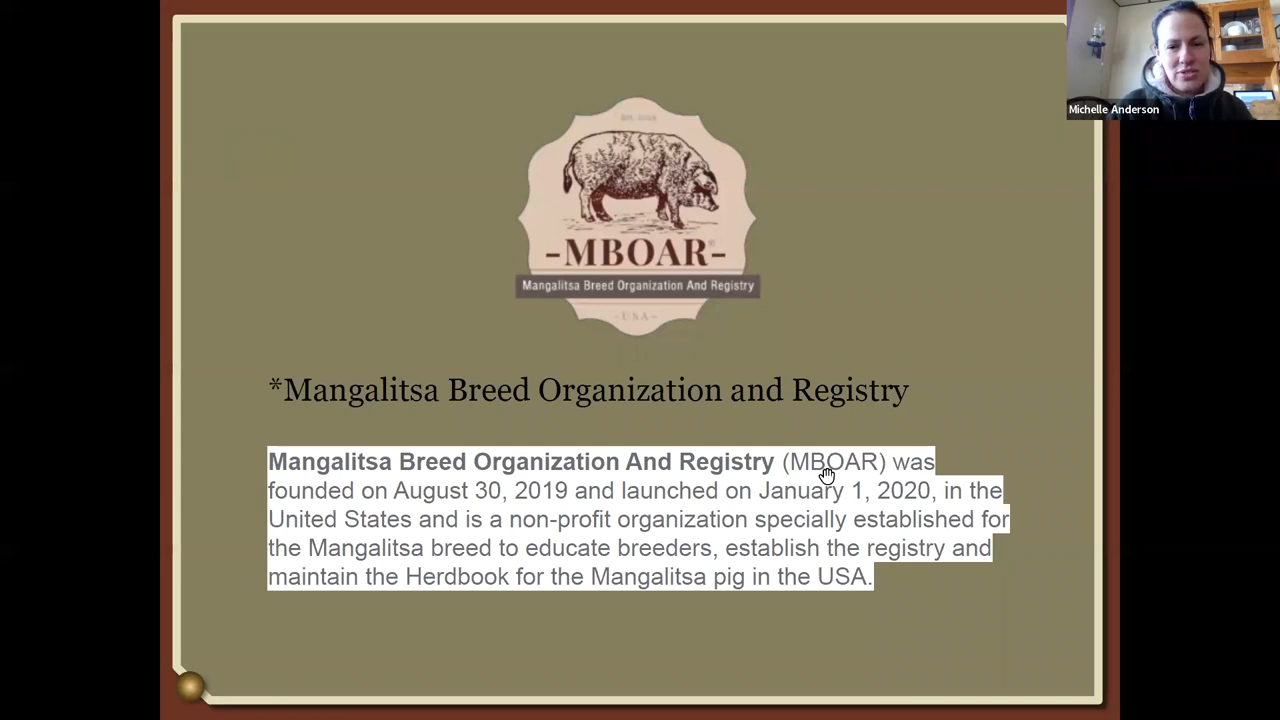 Michelle Anderson
-MBOAR-
Mangalitsa Breed Organization And Registry
-USA-
*Mangalitsa Breed Organization and Registry
Mangalitsa Breed Organization And Registry (MBOAR) was
founded on August 30, 2019 and launched on January 1, 2020, in the
United States and is a non-profit organization specially established for
the Mangalitsa breed to educate breeders, establish the registry and
maintain the Herdbook for the Mangalitsa pig in the USA.